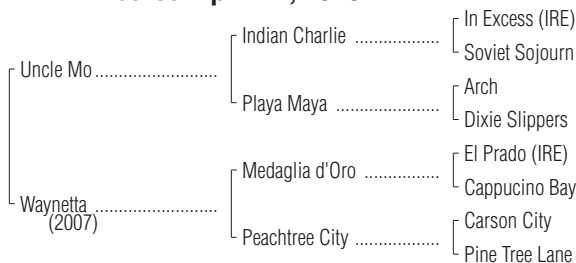 Indian Charlie ................... In Excess (IRE)
Soviet Sojourn
Uncle Mo ...........................
Playa Maya ................... Arch
Dixie Slippers
Medaglia d'Oro .............. El Prado (IRE)
Cappucino Bay
Waynetta ...........................
(2007)
Peachtree City ................ Carson City
Pine Tree Lane